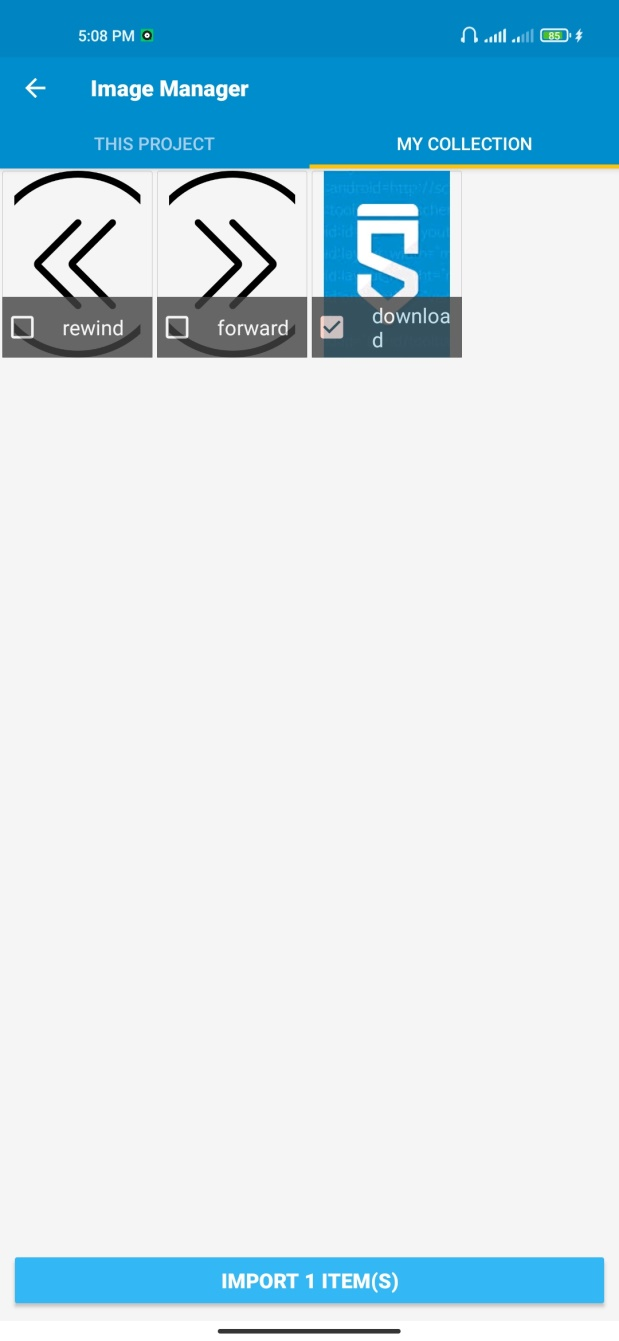 5:08 PM
85
Image Manager
THIS PROJECT
MY COLLECTION
rewind
forward
downloa
d
IMPORT 1 ITEM(S)